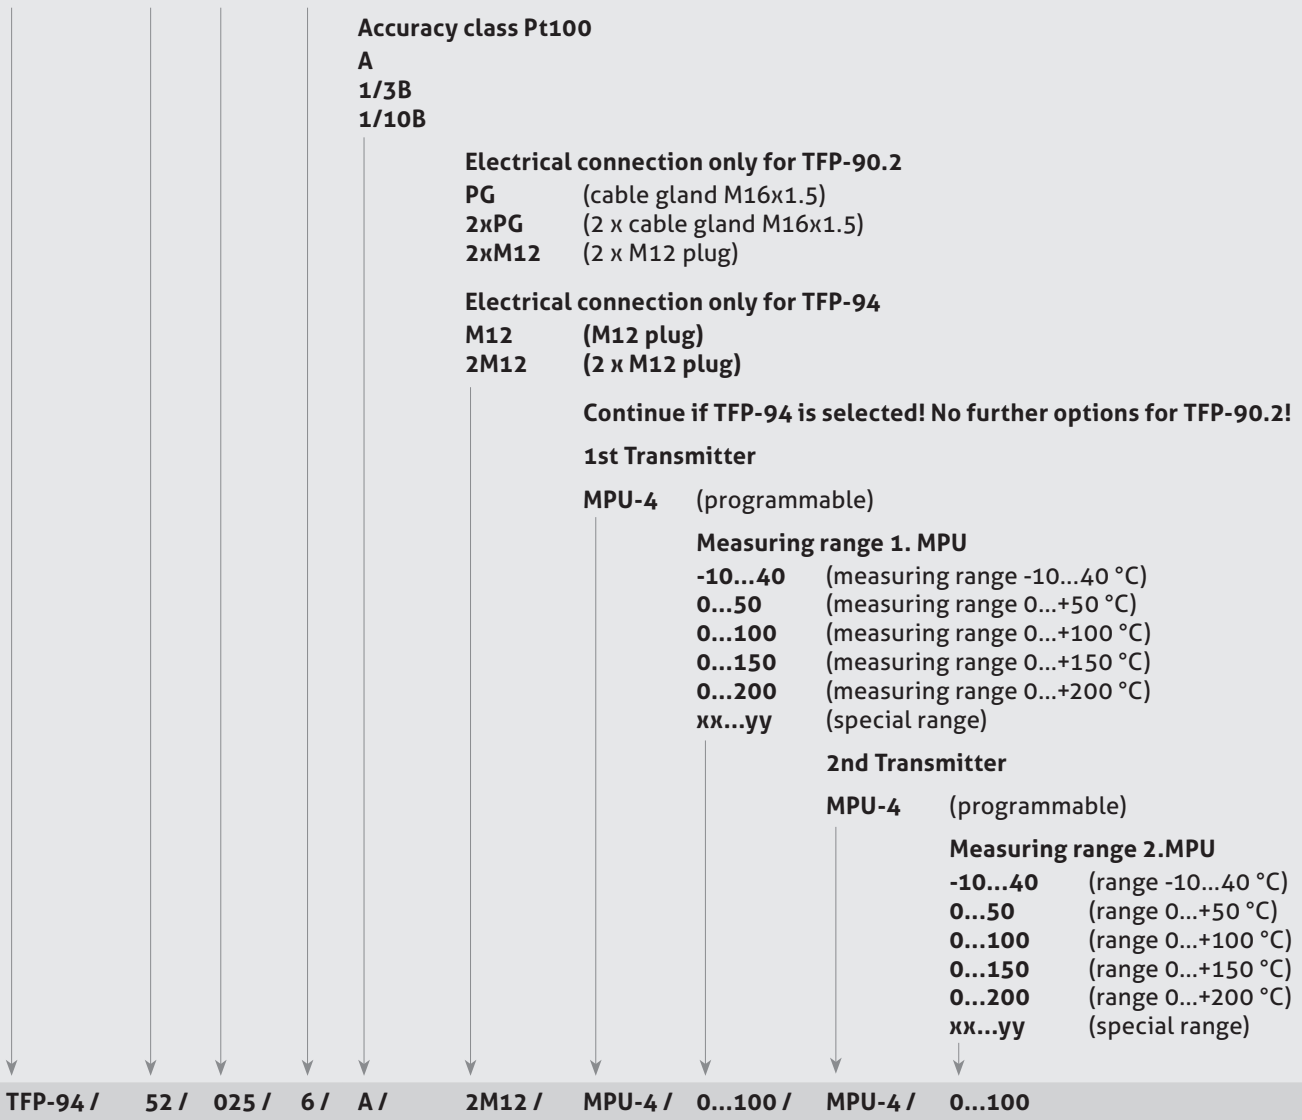 Accuracy class Pt100
A
1/3B
1/10B
Electrical connection only for TFP-90.2
PG (cable gland M16x1.5)
2xPG (2 x cable gland M16x1.5)
2xM12 (2 x M12 plug)
Electrical connection only for TFP-94
M12 (M12 plug)
2M12 (2 x M12 plug)
Continue if TFP-94 is selected! No further options for TFP-90.2!
1st Transmitter
MPU-4 (programmable)
Measuring range 1. MPU
-10...40 (measuring range -10...40 °C)
0...50 (measuring range 0...+50 °C)
0...100 (measuring range 0...+100 °C)
0...150 (measuring range 0...+150 °C)
0...200 (measuring range 0...+200 °C)
xx...yy (special range)
2nd Transmitter
MPU-4 (programmable)
Measuring range 2.MPU
-10...40 (range -10...40 °C)
0...50 (range 0...+50 °C)
0...100 (range 0...+100 °C)
0...150 (range 0...+150 °C)
0...200 (range 0...+200 °C)
xx...yy (special range)
TFP-94 / 52 / 025 / 6 / A / 2M12 / MPU-4 / 0...100 / MPU-4 / 0...100